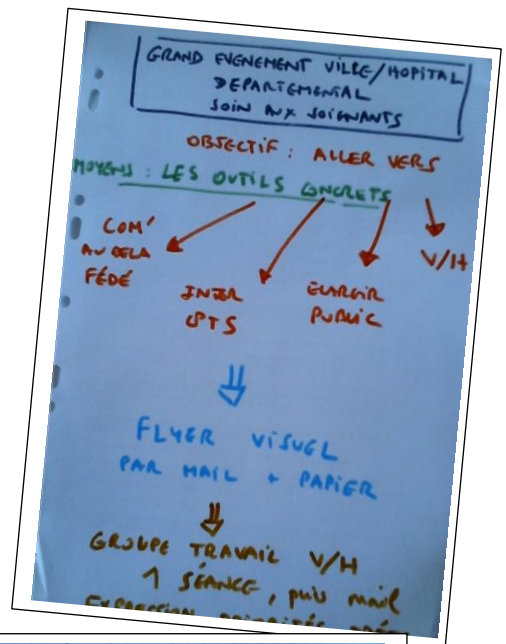 GRAND EVENEMENT VILLE/HOPITAL
DEPARTEMENTAL
SOIN AUX SOIGNANTS
OBJECTIF : ALLER VERS
MOYENS : LES OUTILS CONCRETS
COM'
AU DELA
FÉDÉ
INTER
CPTS
ELARGIR
PUBLIC
V/H
FLYER VISUEL
PAR MAIL + PAPIER
GROUPE TRAVAIL V/H
1 SÉANCE, puis mail
EXPRESSION